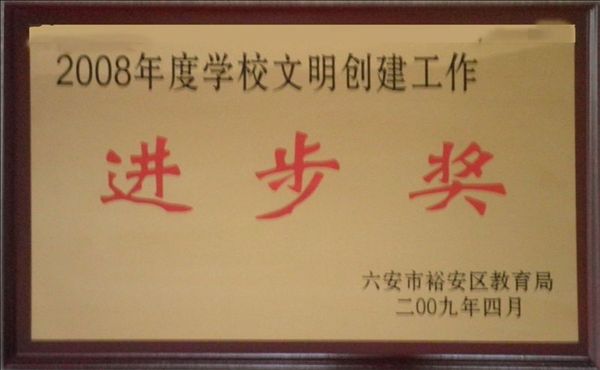 2008年度学校文明创建工作
进步奖
六安市裕安区教育局
二00九年四月